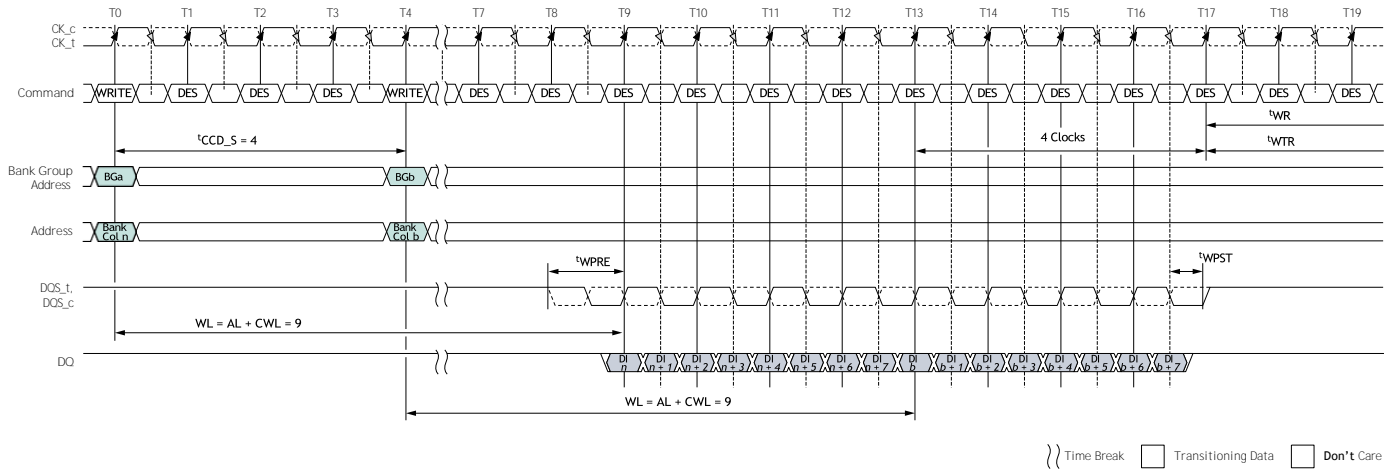 T0 T1 T2 T3 T4 T7 T8 T9 T10 T11 T12 T13 T14 T15 T16 T17 T18 T19
CK_c
CK_t
Command WRITE DES DES DES WRITE DES DES DES DES DES DES DES DES DES DES DES DES DES
tWR
tCCD_S = 4 4 Clocks tWTR
Bank Group
Address BGa BGb
Address Bank Col n Bank Col b
tWPRE tWPST
DQS_t,
DQS_c
WL = AL + CWL = 9
DQ DI n DI n + 1 DI n + 2 DI n + 3 DI n + 4 DI n + 5 DI n + 6 DI n + 7 DI b DI b + 1 DI b + 2 DI b + 3 DI b + 4 DI b + 5 DI b + 6 DI b + 7
WL = AL + CWL = 9
Time Break Transitioning Data Don't Care